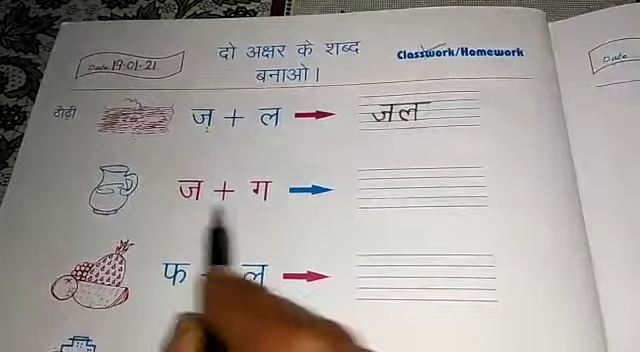 दो अक्षर के शब्द
बनाओ।
Classwork/Homework
Date 19.01.21
ज + ल → जल
ज + ग →
फ + ल →
Date